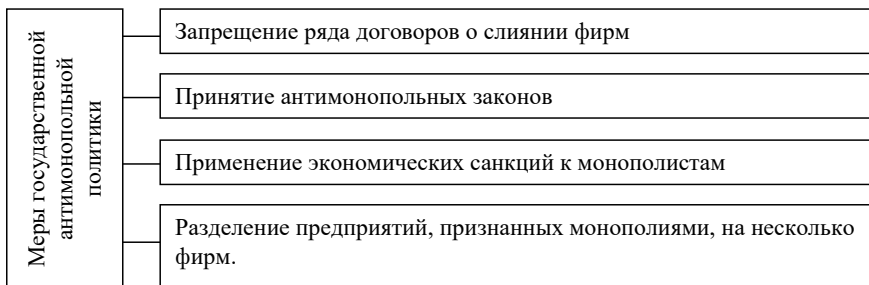 Меры государственной
антимонопольной
политики
Запрещение ряда договоров о слиянии фирм
Принятие антимонопольных законов
Применение экономических санкций к монополистам
Разделение предприятий, признанных монополиями, на несколько
фирм.